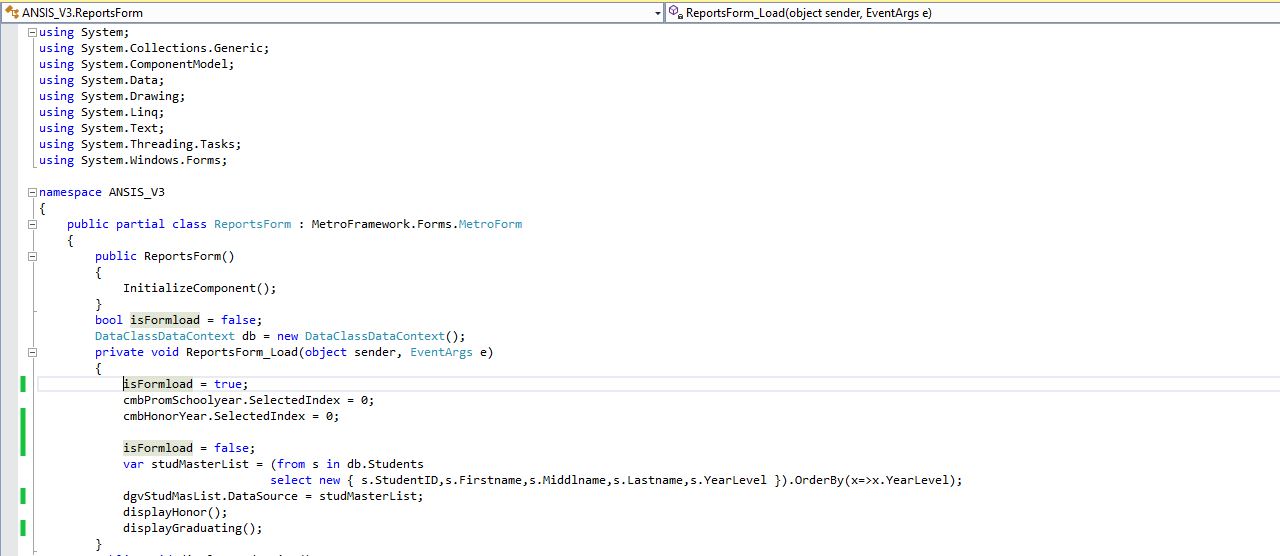 ANSIS_V3.ReportsForm
ReportsForm_Load(object sender, EventArgs e)
using System;
using System.Collections.Generic;
using System.ComponentModel;
using System.Data;
using System.Drawing;
using System.Linq;
using System.Text;
using System.Threading.Tasks;
using System.Windows.Forms;
namespace ANSIS_V3
{
public partial class ReportsForm : MetroFramework.Forms.MetroForm
{
public ReportsForm()
{
InitializeComponent();
}
bool isFormload = false;
DataClassDataContext db = new DataClassDataContext();
private void ReportsForm_Load(object sender, EventArgs e)
{
isFormload = true;
cmbPromSchoolyear.SelectedIndex = 0;
cmbHonorYear.SelectedIndex = 0;
isFormload = false;
var studMasterList = (from s in db.Students
select new { s.StudentID,s.Firstname,s.Middlname,s.Lastname,s.YearLevel }).OrderBy(x=>x.YearLevel);
dgvStudMasList.DataSource = studMasterList;
displayHonor();
displayGraduating();
}